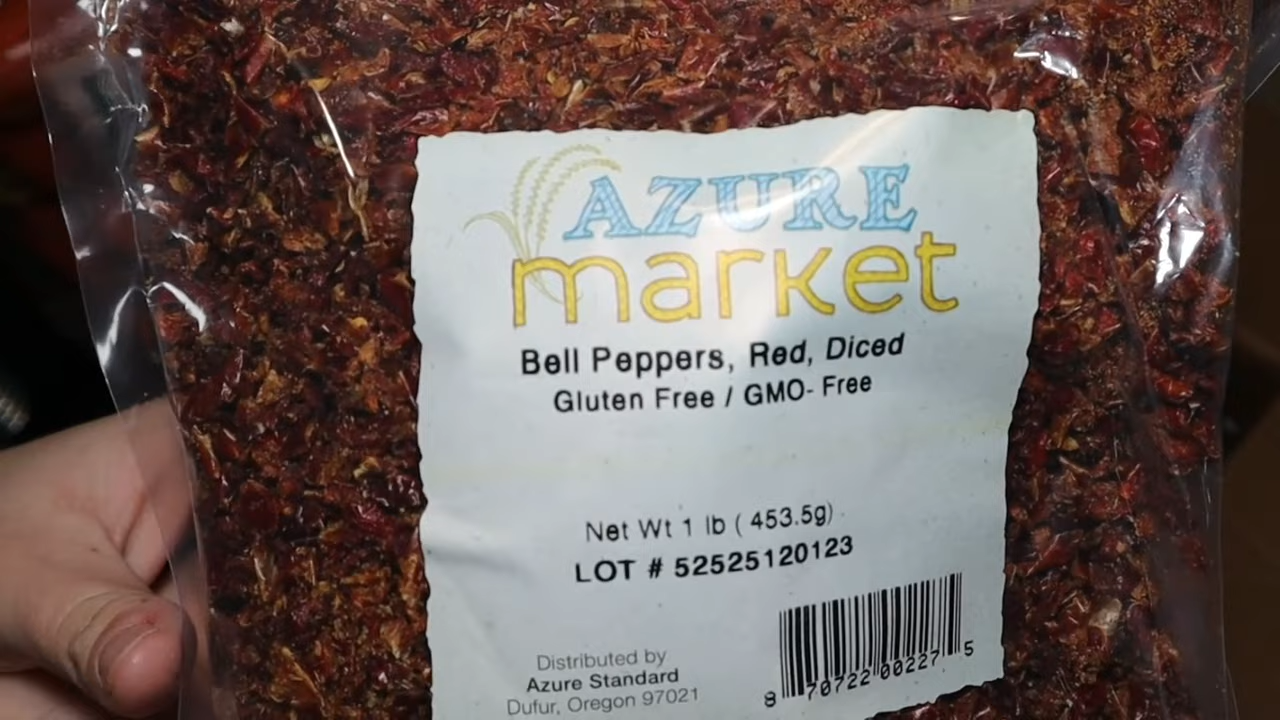 AZURE
market
Bell Peppers, Red, Diced
Gluten Free / GMO- Free
Net Wt 1 lb ( 453.5g)
LOT # 52525120123
Distributed by
Azure Standard
Dufur, Oregon 97021
8 70722 00227 5